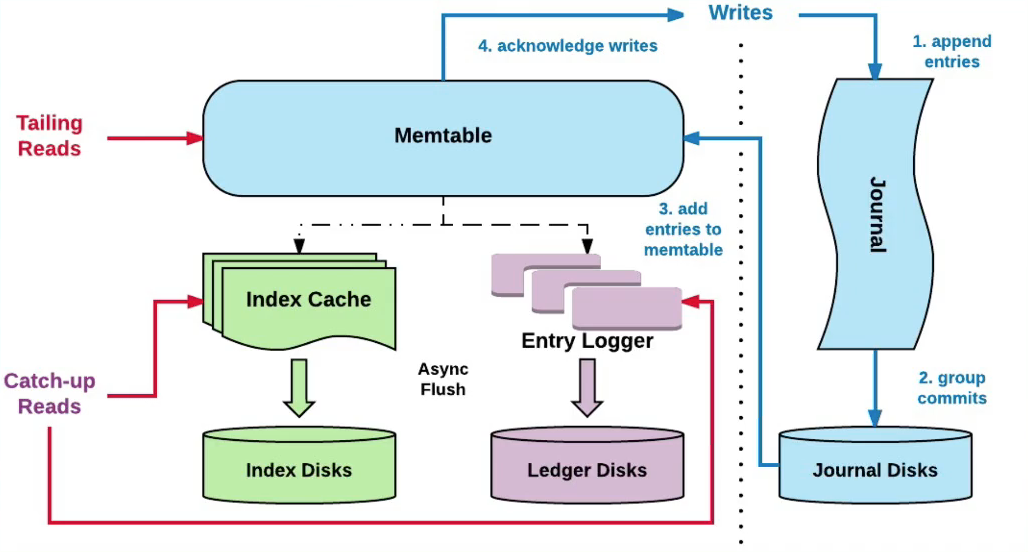 Writes
4. acknowledge writes
1. append
entries
Tailing
Reads
Memtable
Journal
3. add
entries to
memtable
Index Cache
Entry Logger
Catch-up
Reads
Async
Flush
2. group
commits
Index Disks
Ledger Disks
Journal Disks